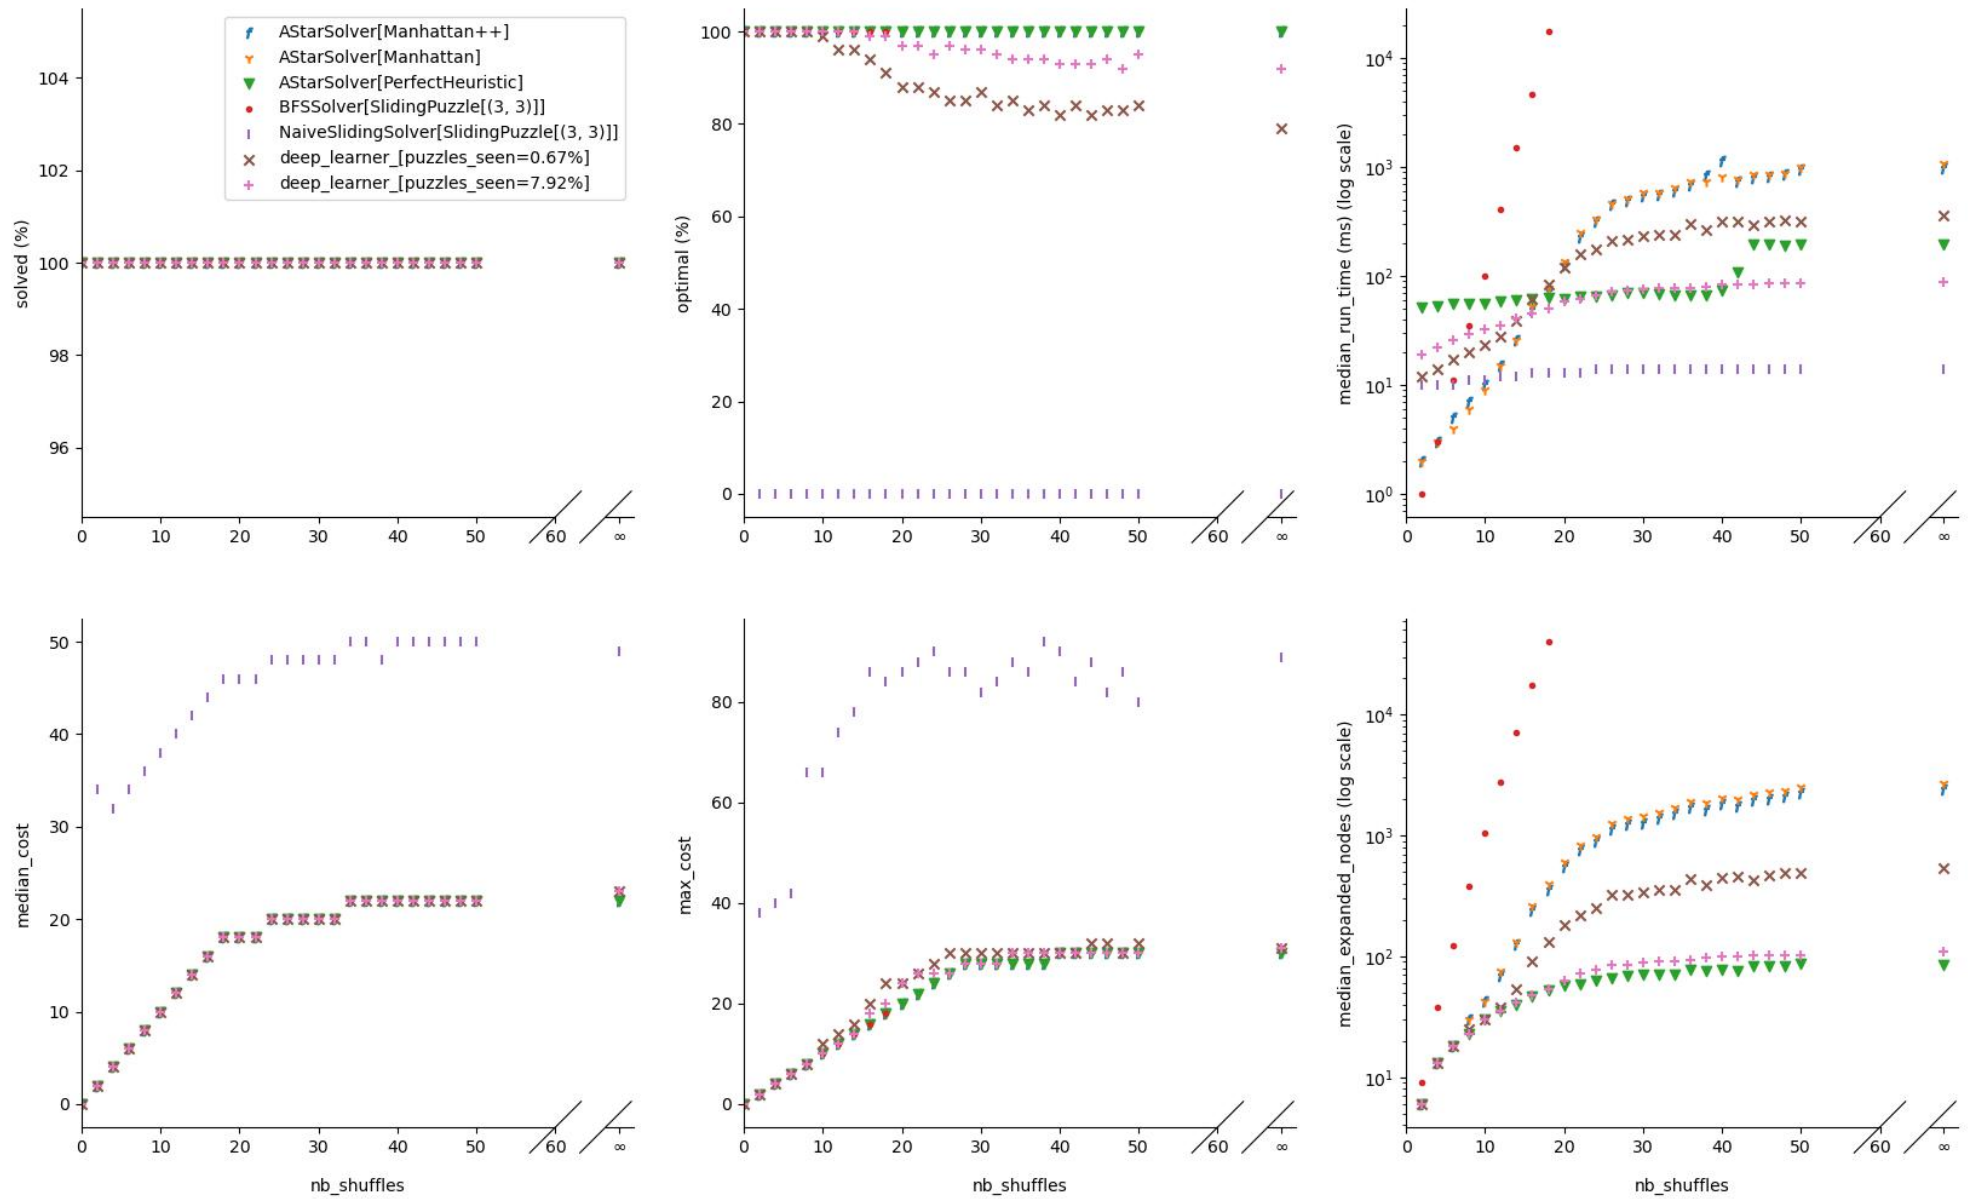 104
102
100
98
96
solved (%)
AStarSolver[Manhattan++]
AStarSolver[Manhattan]
AStarSolver[PerfectHeuristic]
BFSSolver[SlidingPuzzle[(3, 3)]]
NaiveSlidingSolver[SlidingPuzzle[(3, 3)]]
deep_learner_[puzzles_seen=0.67%]
deep_learner_[puzzles_seen=7.92%]
0 10 20 30 40 50 60 ∞
100
80
60
40
20
0
optimal (%)
0 10 20 30 40 50 60 ∞
10⁴
10³
10²
10¹
10⁰
median_run_time (ms) (log scale)
0 10 20 30 40 50 60 ∞
50
40
30
20
10
0
median_cost
0 10 20 30 40 50 60 ∞
nb_shuffles
80
60
40
20
0
max_cost
0 10 20 30 40 50 60 ∞
nb_shuffles
10⁴
10³
10²
10¹
median_expanded_nodes (log scale)
0 10 20 30 40 50 60 ∞
nb_shuffles